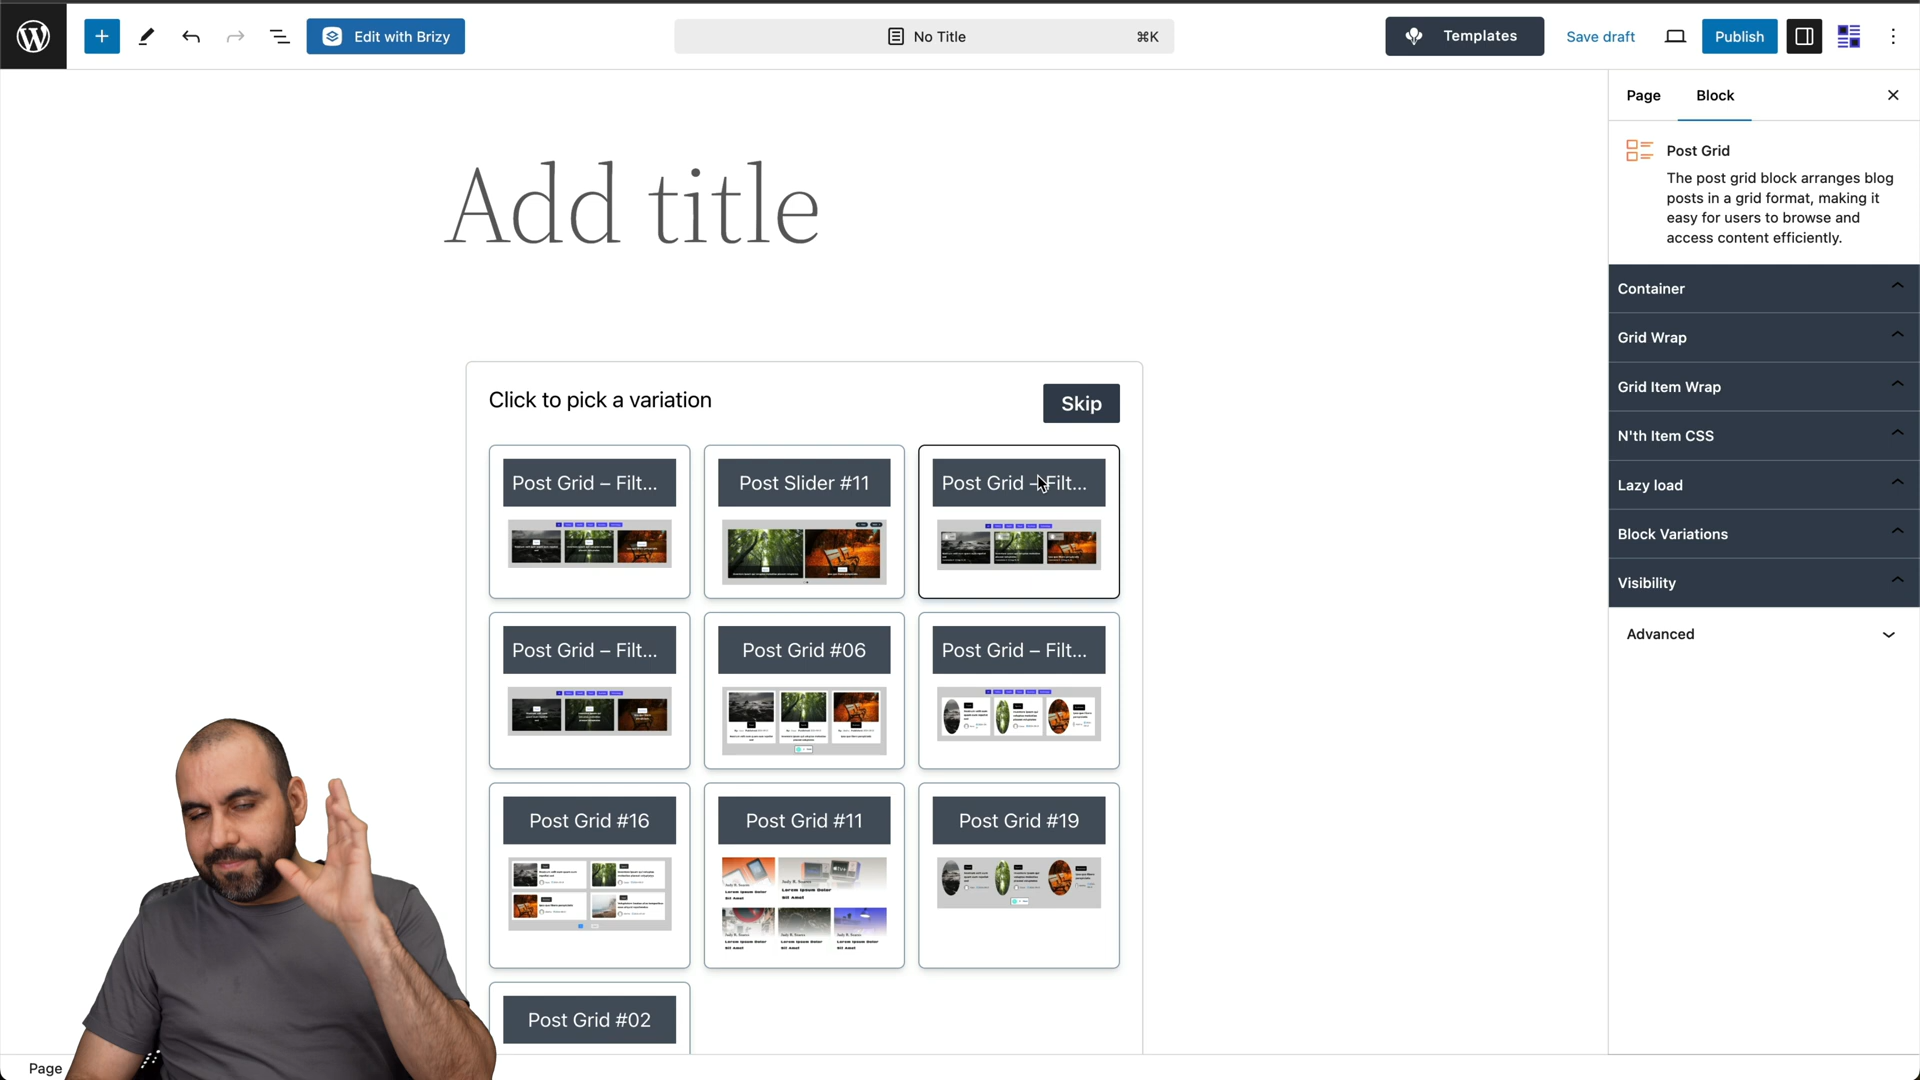 Edit with Brizy
No Title
⌘K
Templates
Save draft
Publish
Page
Block
Post Grid
The post grid block arranges blog
posts in a grid format, making it
easy for users to browse and
access content efficiently.
Container
Grid Wrap
Grid Item Wrap
N'th Item CSS
Lazy load
Block Variations
Visibility
Advanced
Add title
Click to pick a variation
Skip
Post Grid – Filt...
Post Slider #11
Post Grid – Filt...
Post Grid – Filt...
Post Grid #06
Post Grid – Filt...
Post Grid #16
Post Grid #11
Post Grid #19
Post Grid #02
Page